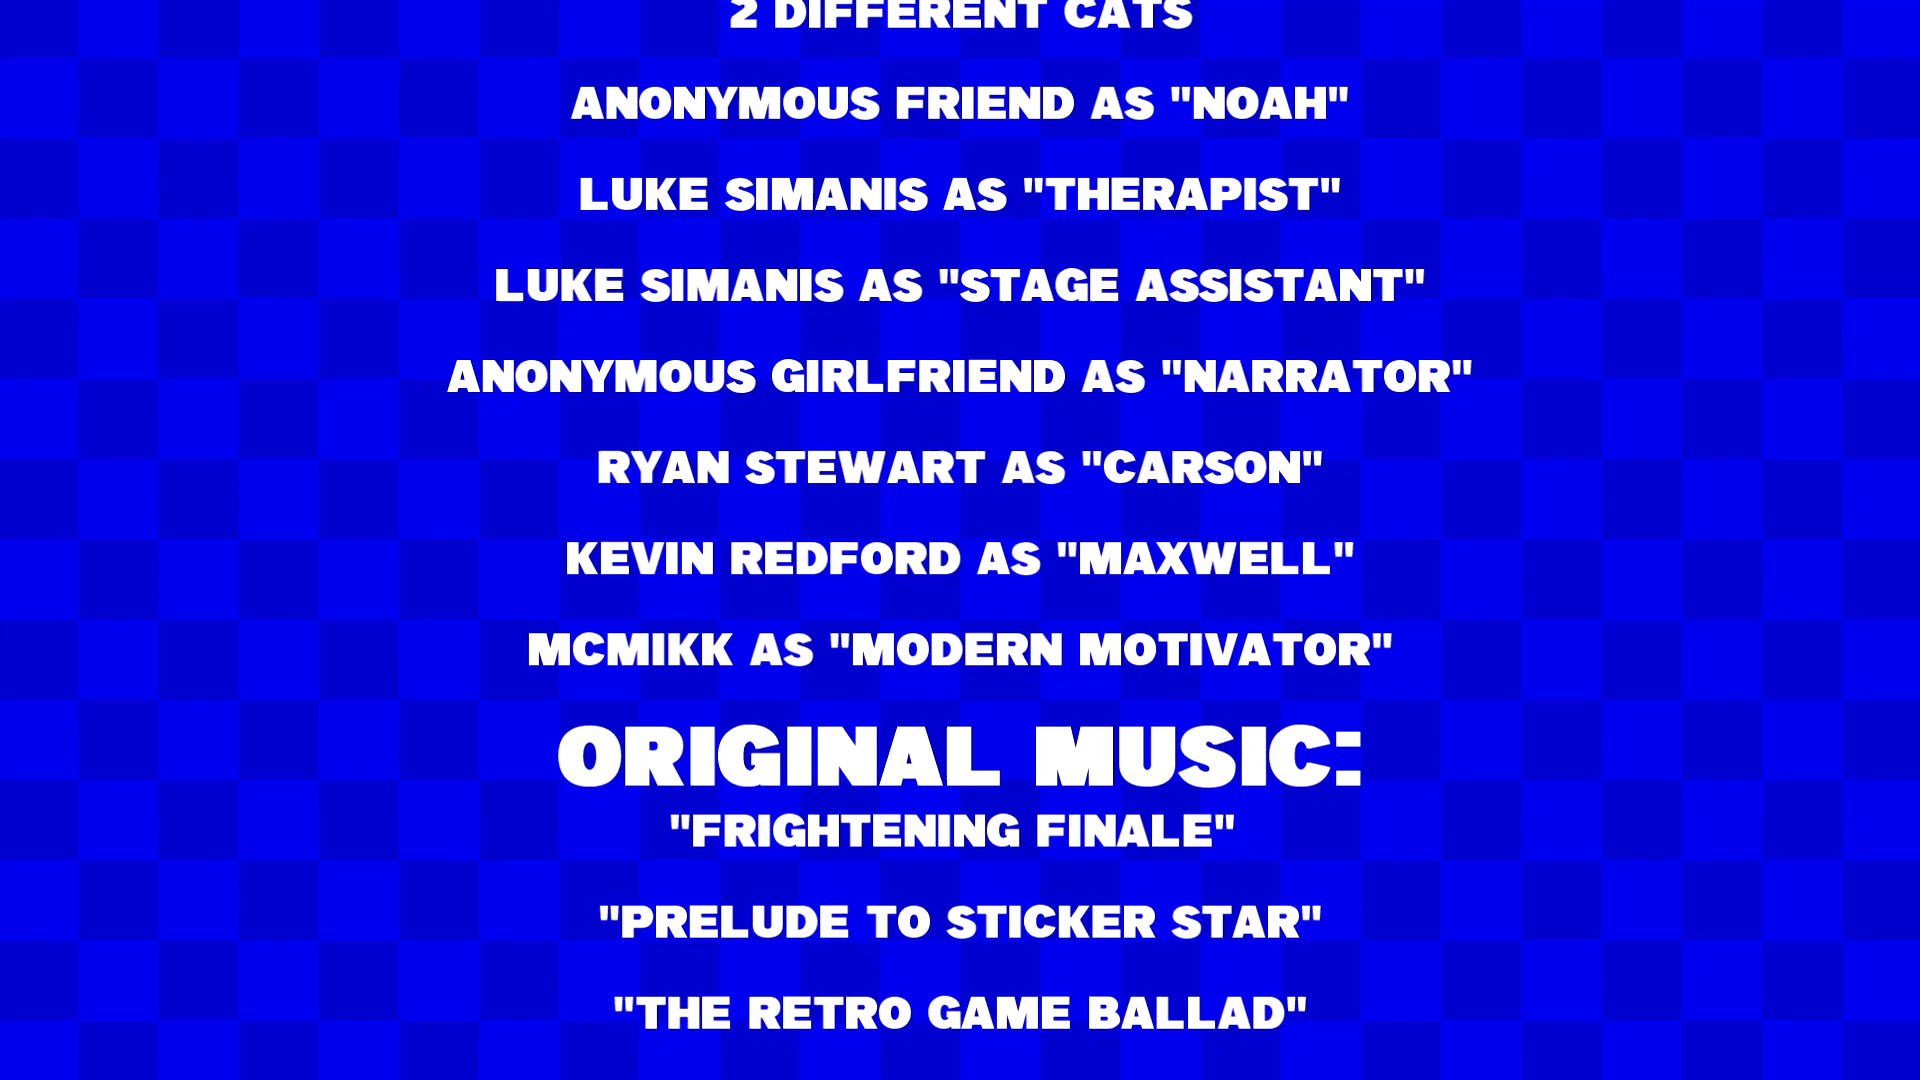 2 DIFFERENT CATS
ANONYMOUS FRIEND AS "NOAH"
LUKE SIMANIS AS "THERAPIST"
LUKE SIMANIS AS "STAGE ASSISTANT"
ANONYMOUS GIRLFRIEND AS "NARRATOR"
RYAN STEWART AS "CARSON"
KEVIN REDFORD AS "MAXWELL"
MCMIKK AS "MODERN MOTIVATOR"
ORIGINAL MUSIC:
"FRIGHTENING FINALE"
"PRELUDE TO STICKER STAR"
"THE RETRO GAME BALLAD"